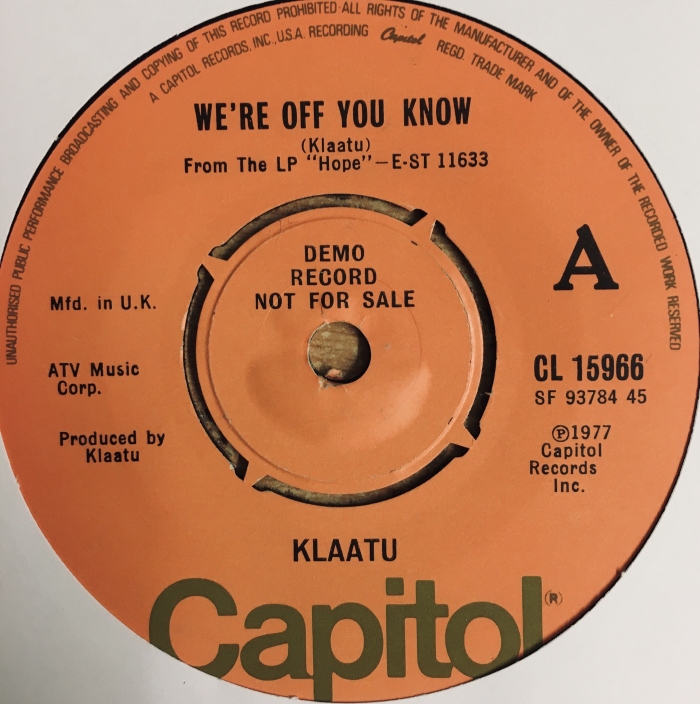 UNAUTHORISED PUBLIC PERFORMANCE BROADCASTING AND COPYING OF THIS RECORD PROHIBITED·ALL RIGHTS OF THE MANUFACTURER AND OF THE OWNER OF THE RECORDED WORK RESERVED
A CAPITOL RECORDS, INC., U.S.A. RECORDING Capitol REGD. TRADE MARK
WE'RE OFF YOU KNOW
(Klaatu)
From The LP "Hope"—E-ST 11633
DEMO
RECORD
NOT FOR SALE
A
Mfd. in U.K.
ATV Music
Corp.
Produced by
Klaatu
CL 15966
SF 93784 45
℗1977
Capitol
Records
Inc.
KLAATU
Capitol®